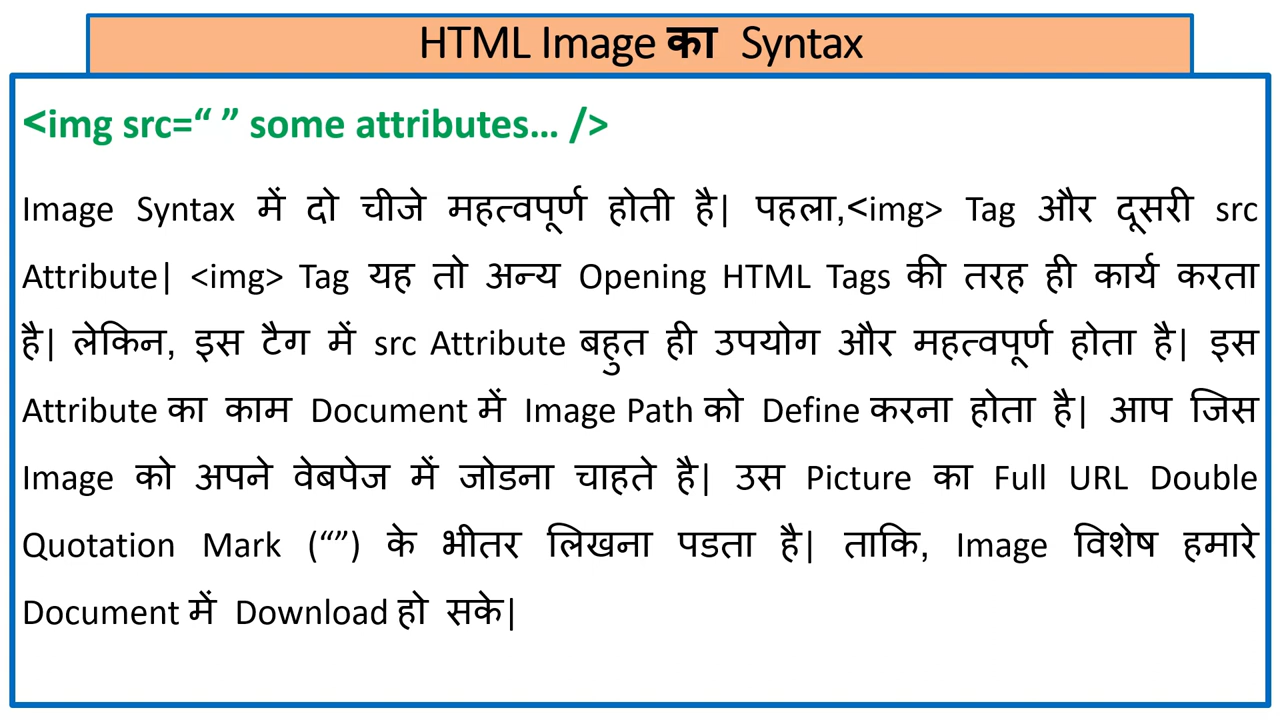 HTML Image का Syntax
<img src=“ ” some attributes… />
Image Syntax में दो चीजे महत्वपूर्ण होती है| पहला,<img> Tag और दूसरी src
Attribute| <img> Tag यह तो अन्य Opening HTML Tags की तरह ही कार्य करता
है| लेकिन, इस टैग में src Attribute बहुत ही उपयोग और महत्वपूर्ण होता है| इस
Attribute का काम Document में Image Path को Define करना होता है| आप जिस
Image को अपने वेबपेज में जोडना चाहते है| उस Picture का Full URL Double
Quotation Mark (“”) के भीतर लिखना पडता है| ताकि, Image विशेष हमारे
Document में Download हो सके|